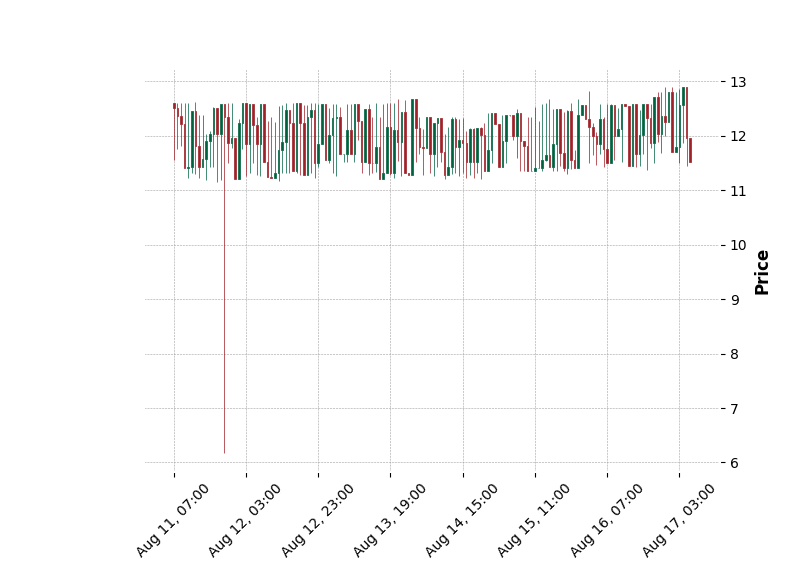 13
12
11
10
9
8
7
6
Price
Aug 11, 07:00
Aug 12, 03:00
Aug 12, 23:00
Aug 13, 19:00
Aug 14, 15:00
Aug 15, 11:00
Aug 16, 07:00
Aug 17, 03:00